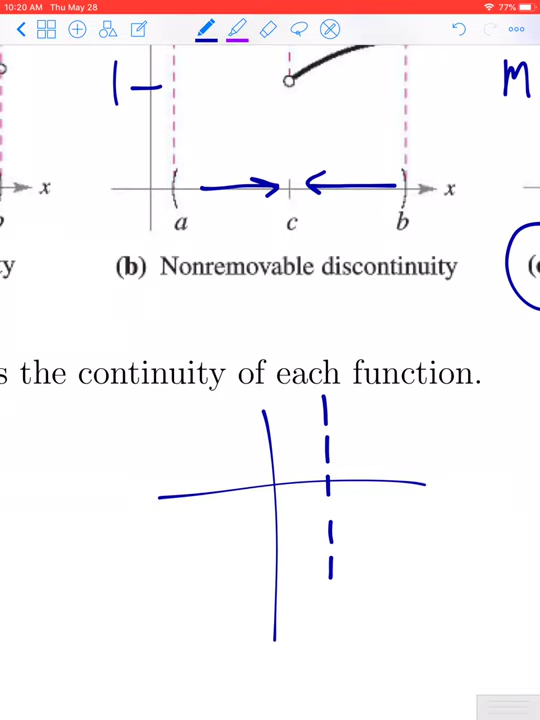 10:20 AM Thu May 28
77%
1 M
x x
a c b
(b) Nonremovable discontinuity
s the continuity of each function.